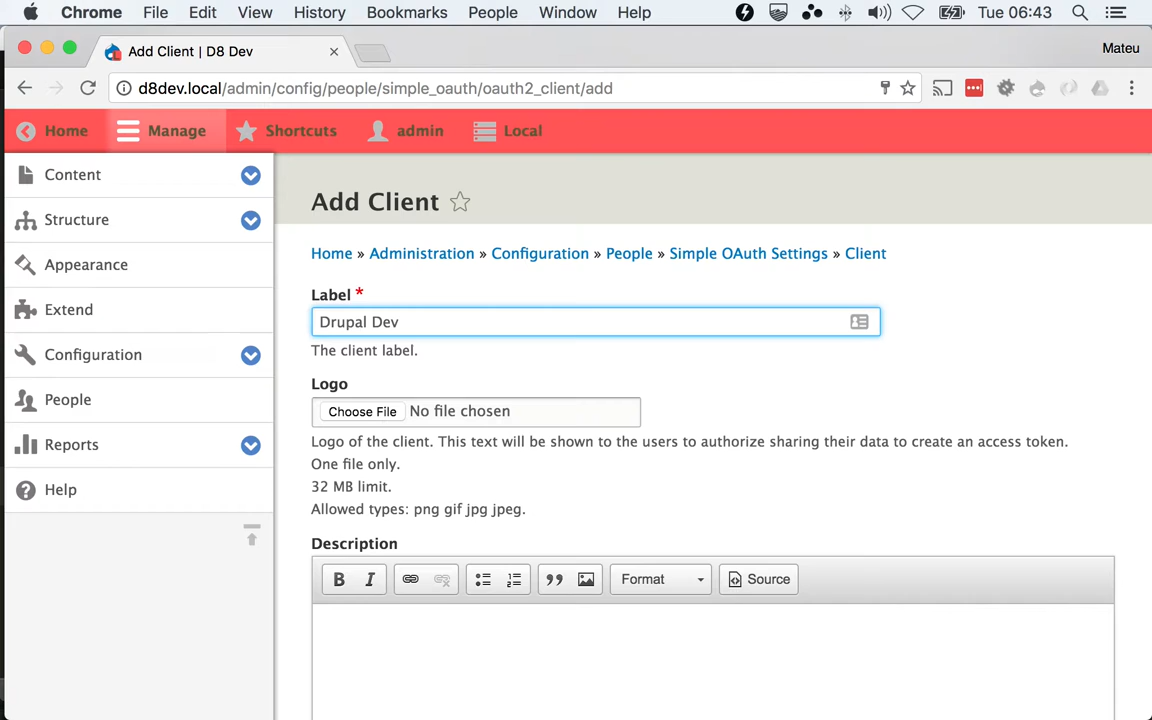 Chrome File Edit View History Bookmarks People Window Help Tue 06:43
Add Client | D8 Dev Mateu
d8dev.local/admin/config/people/simple_oauth/oauth2_client/add
Home Manage Shortcuts admin Local
Content
Structure
Appearance
Extend
Configuration
People
Reports
Help
Add Client
Home » Administration » Configuration » People » Simple OAuth Settings » Client
Label *
Drupal Dev
The client label.
Logo
Choose File No file chosen
Logo of the client. This text will be shown to the users to authorize sharing their data to create an access token.
One file only.
32 MB limit.
Allowed types: png gif jpg jpeg.
Description
B I Format Source